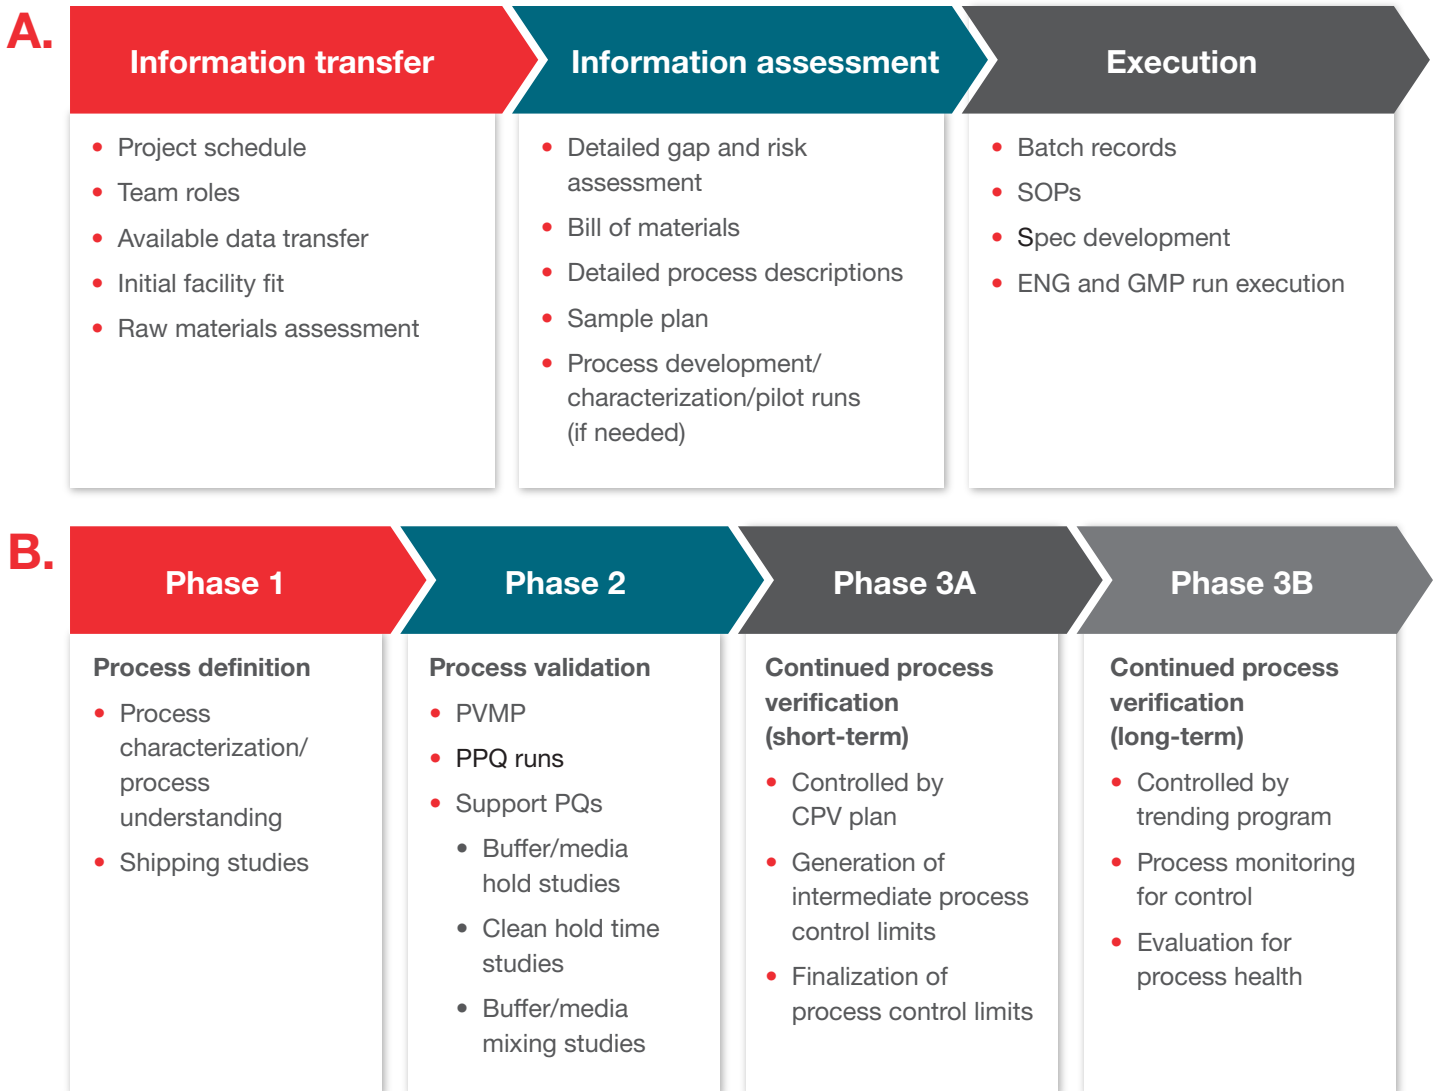 A.
Information transfer
Project schedule
Team roles
Available data transfer
Initial facility fit
Raw materials assessment
Information assessment
Detailed gap and risk
assessment
Bill of materials
Detailed process descriptions
Sample plan
Process development/
characterization/pilot runs
(if needed)
Execution
Batch records
SOPs
Spec development
ENG and GMP run execution
B.
Phase 1
Process definition
Process
characterization/
process
understanding
Shipping studies
Phase 2
Process validation
PVMP
PPQ runs
Support PQs
Buffer/media
hold studies
Clean hold time
studies
Buffer/media
mixing studies
Phase 3A
Continued process
verification
(short-term)
Controlled by
CPV plan
Generation of
intermediate process
control limits
Finalization of
process control limits
Phase 3B
Continued process
verification
(long-term)
Controlled by
trending program
Process monitoring
for control
Evaluation for
process health